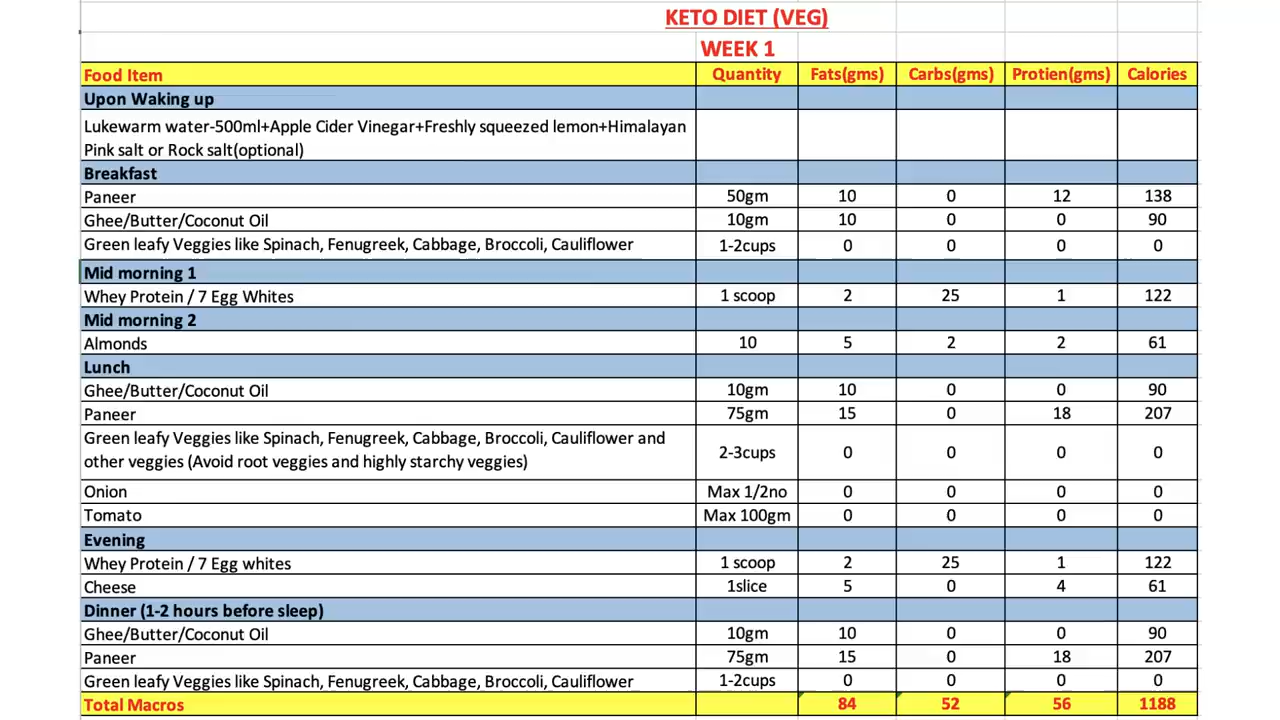 KETO DIET (VEG)
WEEK 1
Food Item Quantity Fats(gms) Carbs(gms) Protien(gms) Calories
Upon Waking up
Lukewarm water-500ml+Apple Cider Vinegar+Freshly squeezed lemon+Himalayan
Pink salt or Rock salt(optional)
Breakfast
Paneer 50gm 10 0 12 138
Ghee/Butter/Coconut Oil 10gm 10 0 0 90
Green leafy Veggies like Spinach, Fenugreek, Cabbage, Broccoli, Cauliflower 1-2cups 0 0 0 0
Mid morning 1
Whey Protein / 7 Egg Whites 1 scoop 2 25 1 122
Mid morning 2
Almonds 10 5 2 2 61
Lunch
Ghee/Butter/Coconut Oil 10gm 10 0 0 90
Paneer 75gm 15 0 18 207
Green leafy Veggies like Spinach, Fenugreek, Cabbage, Broccoli, Cauliflower and
other veggies (Avoid root veggies and highly starchy veggies) 2-3cups 0 0 0 0
Onion Max 1/2no 0 0 0 0
Tomato Max 100gm 0 0 0 0
Evening
Whey Protein / 7 Egg whites 1 scoop 2 25 1 122
Cheese 1slice 5 0 4 61
Dinner (1-2 hours before sleep)
Ghee/Butter/Coconut Oil 10gm 10 0 0 90
Paneer 75gm 15 0 18 207
Green leafy Veggies like Spinach, Fenugreek, Cabbage, Broccoli, Cauliflower 1-2cups 0 0 0 0
Total Macros 84 52 56 1188